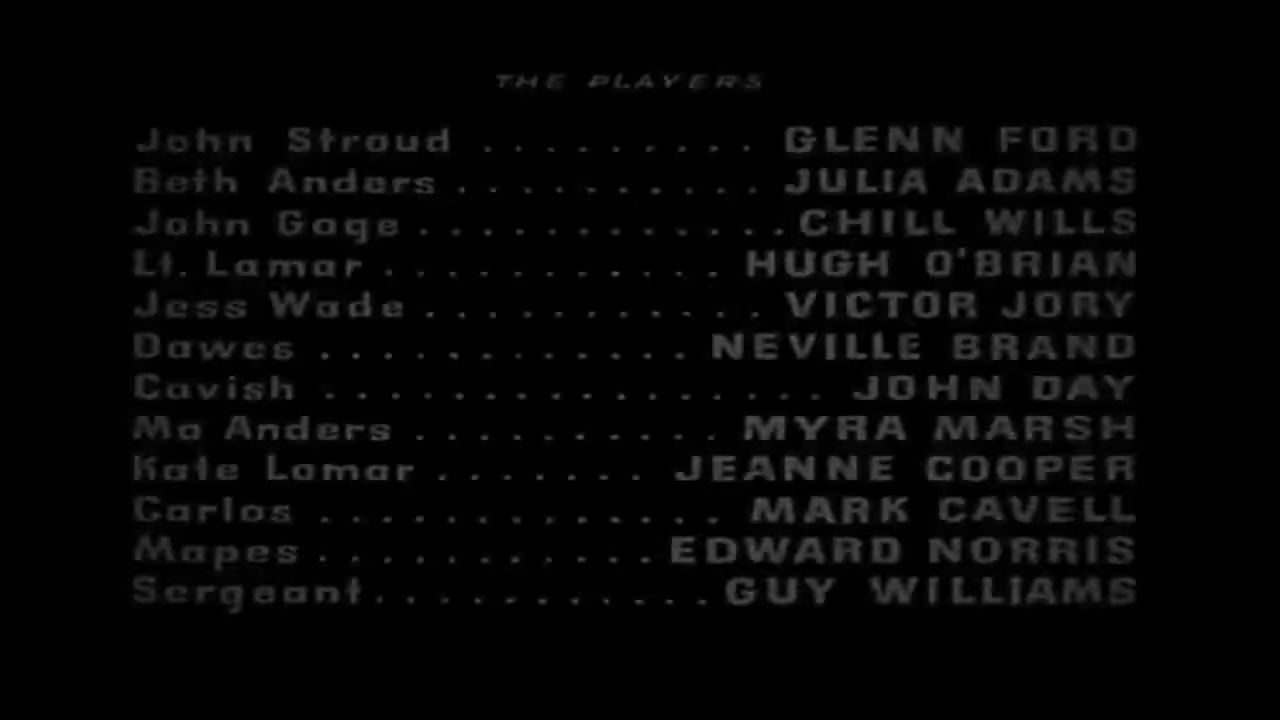 THE PLAYERS
John Stroud . . . . . . . . . . GLENN FORD
Beth Anders . . . . . . . . . . . JULIA ADAMS
John Gage . . . . . . . . . . . . . . CHILL WILLS
Lt. Lamar . . . . . . . . . . . . . HUGH O'BRIAN
Jess Wade . . . . . . . . . . . . VICTOR JORY
Dawes . . . . . . . . . . . . . . NEVILLE BRAND
Cavish . . . . . . . . . . . . . . . . . . JOHN DAY
Ma Anders . . . . . . . . . . . MYRA MARSH
Kate Lamar . . . . . . . JEANNE COOPER
Carlos . . . . . . . . . . . . . . MARK CAVELL
Mapes . . . . . . . . . . . . . EDWARD NORRIS
Sergeant . . . . . . . . . . . . GUY WILLIAMS